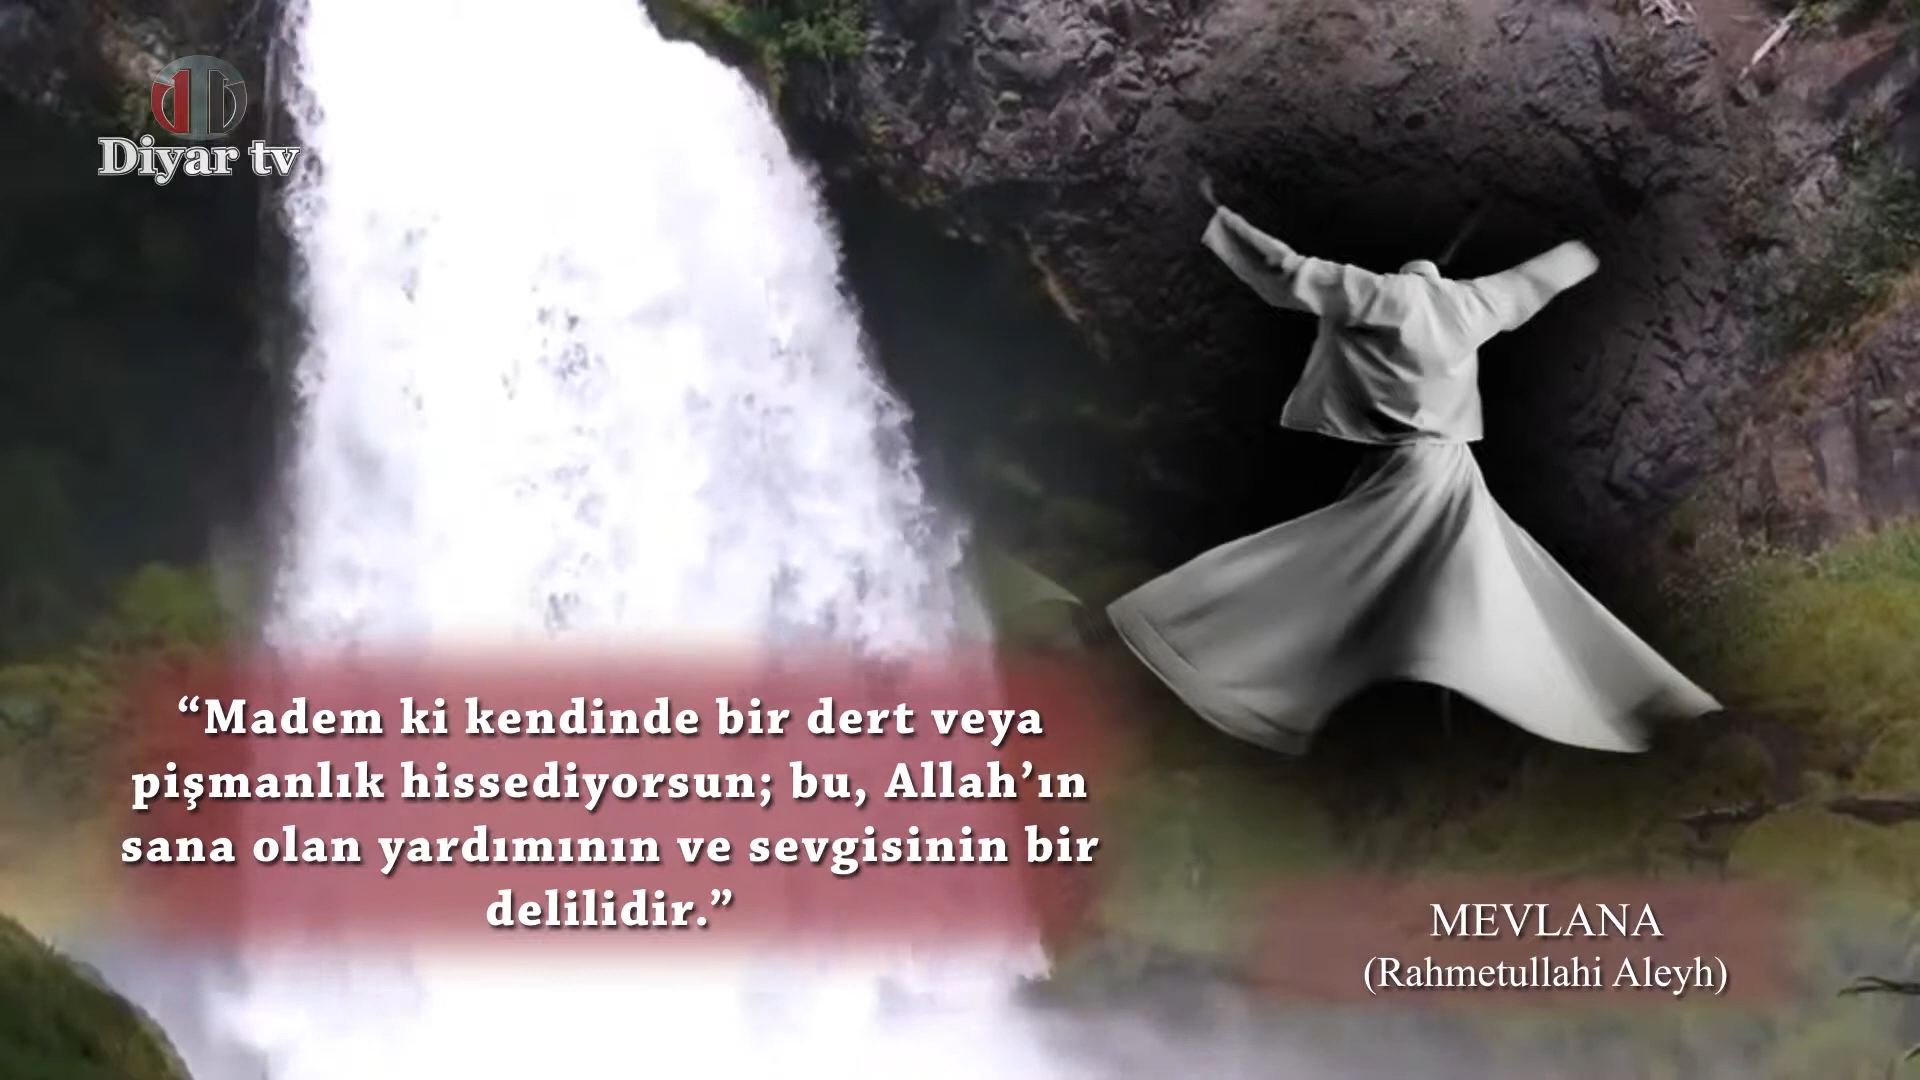 Diyar tv
“Madem ki kendinde bir dert veya
pişmanlık hissediyorsun; bu, Allah’ın
sana olan yardımının ve sevgisinin bir
delilidir.”
MEVLANA
(Rahmetullahi Aleyh)